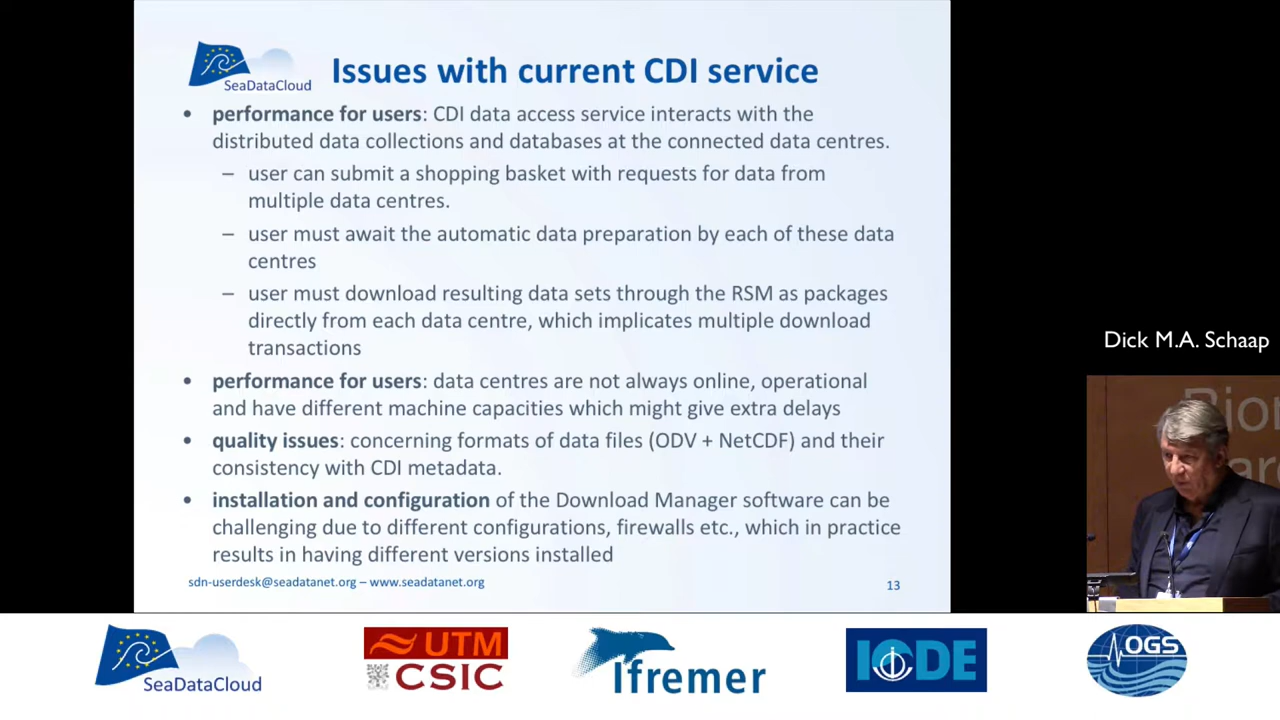 SeaDataCloud
Issues with current CDI service
• performance for users: CDI data access service interacts with the
distributed data collections and databases at the connected data centres.
– user can submit a shopping basket with requests for data from
multiple data centres.
– user must await the automatic data preparation by each of these data
centres
– user must download resulting data sets through the RSM as packages
directly from each data centre, which implicates multiple download
transactions
• performance for users: data centres are not always online, operational
and have different machine capacities which might give extra delays
• quality issues: concerning formats of data files (ODV + NetCDF) and their
consistency with CDI metadata.
• installation and configuration of the Download Manager software can be
challenging due to different configurations, firewalls etc., which in practice
results in having different versions installed
sdn-userdesk@seadatanet.org – www.seadatanet.org
13
Dick M.A. Schaap
SeaDataCloud
UTM
CSIC
Ifremer
IODE
OGS